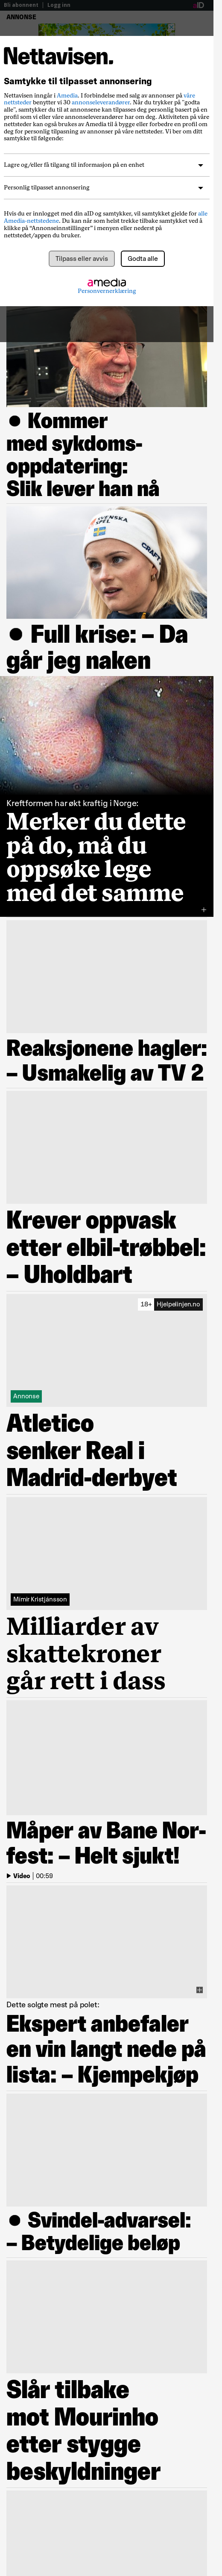 Bli abonnent | Logg inn
ANNONSE
Nettavisen.
Samtykke til tilpasset annonsering
Nettavisen inngår i Amedia. I forbindelse med salg av annonser på våre
nettsteder benytter vi 30 annonseleverandører. Når du trykker på "godta
alle", samtykker du til at annonsene kan tilpasses deg personlig basert på en
profil som vi eller våre annonseleverandører har om deg. Aktiviteten på våre
nettsteder kan også brukes av Amedia til å bygge eller forbedre en profil om
deg for personlig tilpasning av annonser på våre nettsteder. Vi ber om ditt
samtykke til følgende:
Lagre og/eller få tilgang til informasjon på en enhet
Personlig tilpasset annonsering
Hvis du er innlogget med din aID og samtykker, vil samtykket gjelde for alle
Amedia-nettstedene. Du kan når som helst trekke tilbake samtykket ved å
klikke på “Annonseinnstillinger” i menyen eller nederst på
nettstedet/appen du bruker.
Tilpass eller avvis
Godta alle
amedia
Personvernerklæring
● Kommer
med sykdoms-
oppdatering:
Slik lever han nå
SVENSKA
SPEL
CRAFT
● Full krise: – Da
går jeg naken
Kreftformen har økt kraftig i Norge:
Merker du dette
på do, må du
oppsøke lege
med det samme
Reaksjonene hagler:
– Usmakelig av TV 2
Krever oppvask
etter elbil-trøbbel:
– Uholdbart
18+ Hjelpelinjen.no
Annonse
Atletico
senker Real i
Madrid-derbyet
Mimir Kristjánsson
Milliarder av
skattekroner
går rett i dass
Måper av Bane Nor-
fest: – Helt sjukt!
Video | 00:59
Dette solgte mest på polet:
Ekspert anbefaler
en vin langt nede på
lista: – Kjempekjøp
● Svindel-advarsel:
– Betydelige beløp
Slår tilbake
mot Mourinho
etter stygge
beskyldninger